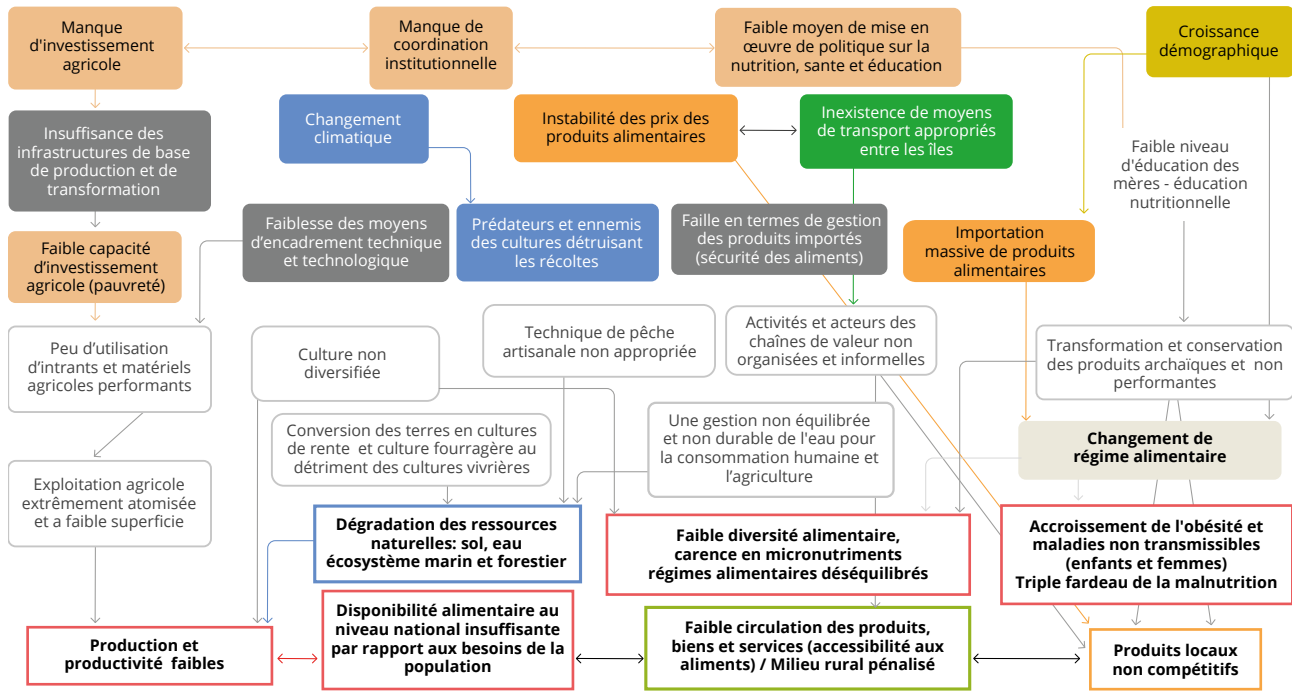 Manque
d'investissement
agricole
Manque de
coordination
institutionnelle
Faible moyen de mise en
œuvre de politique sur la
nutrition, sante et éducation
Croissance
démographique
Insuffisance des
infrastructures de base
de production et de
transformation
Changement
climatique
Instabilité des prix des
produits alimentaires
Inexistence de moyens
de transport appropriés
entre les îles
Faible niveau
d'éducation des
mères - éducation
nutritionnelle
Faible capacité
d’investissement
agricole (pauvreté)
Faiblesse des moyens
d’encadrement technique
et technologique
Prédateurs et ennemis
des cultures détruisant
les récoltes
Faille en termes de gestion
des produits importés
(sécurité des aliments)
Importation
massive de produits
alimentaires
Peu d’utilisation
d’intrants et matériels
agricoles performants
Culture non
diversifiée
Technique de pêche
artisanale non appropriée
Activités et acteurs des
chaînes de valeur non
organisées et informelles
Transformation et conservation
des produits archaïques et non
performantes
Conversion des terres en cultures
de rente et culture fourragère au
détriment des cultures vivrières
Une gestion non équilibrée
et non durable de l'eau pour
la consommation humaine et
l’agriculture
Changement de
régime alimentaire
Exploitation agricole
extrêmement atomisée
et a faible superficie
Dégradation des ressources
naturelles: sol, eau
écosystème marin et forestier
Faible diversité alimentaire,
carence en micronutriments
régimes alimentaires déséquilibrés
Accroissement de l'obésité et
maladies non transmissibles
(enfants et femmes)
Triple fardeau de la malnutrition
Production et
productivité faibles
Disponibilité alimentaire au
niveau national insuffisante
par rapport aux besoins de la
population
Faible circulation des produits,
biens et services (accessibilité aux
aliments) / Milieu rural pénalisé
Produits locaux
non compétitifs